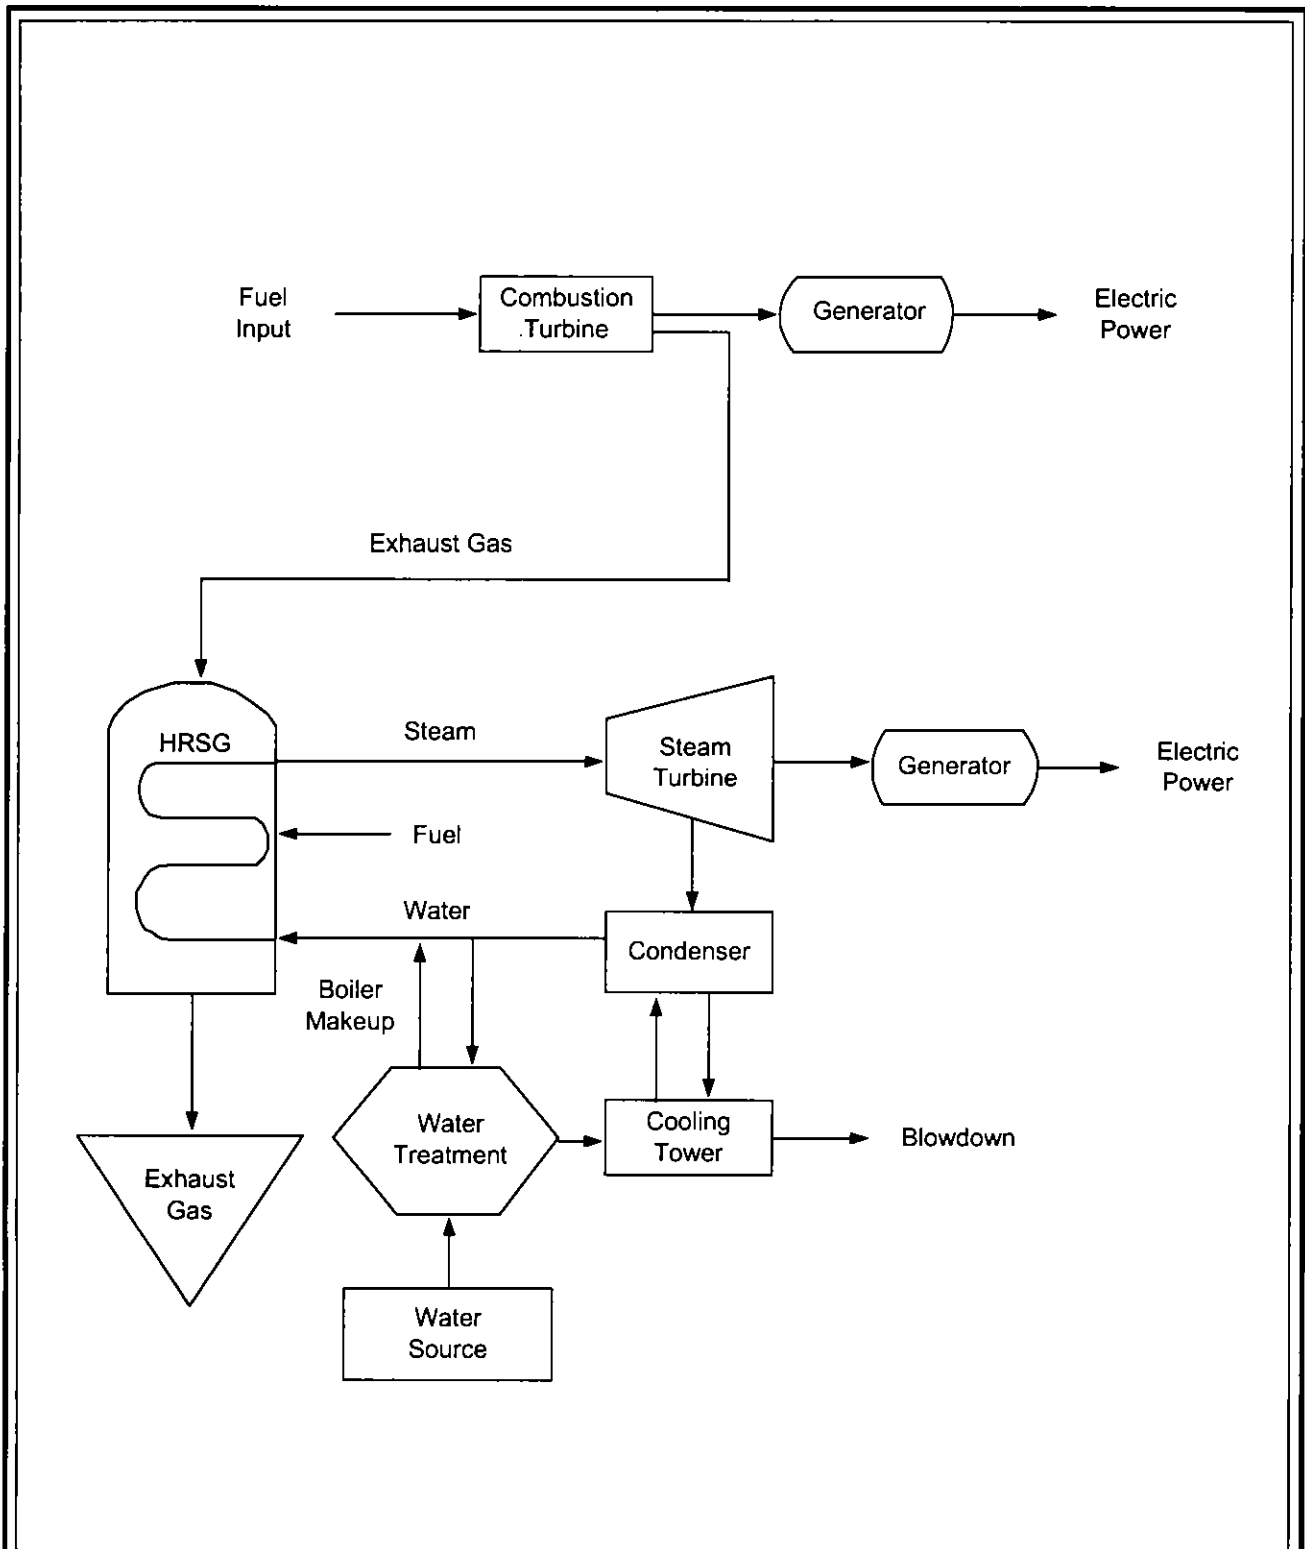 Fuel
Input
Combustion
Turbine
Generator
Electric
Power
Exhaust Gas
HRSG
Steam
Steam
Turbine
Generator
Electric
Power
Fuel
Water
Condenser
Boiler
Makeup
Water
Treatment
Cooling
Tower
Blowdown
Exhaust
Gas
Water
Source